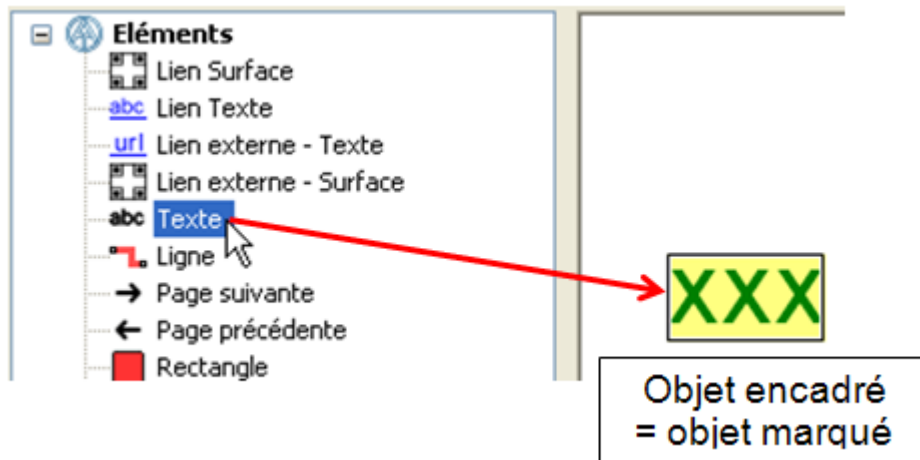 Eléments
Lien Surface
abc Lien Texte
url Lien externe - Texte
Lien externe - Surface
abc Texte
Ligne
Page suivante
Page précédente
Rectangle
XXX
Objet encadré
= objet marqué